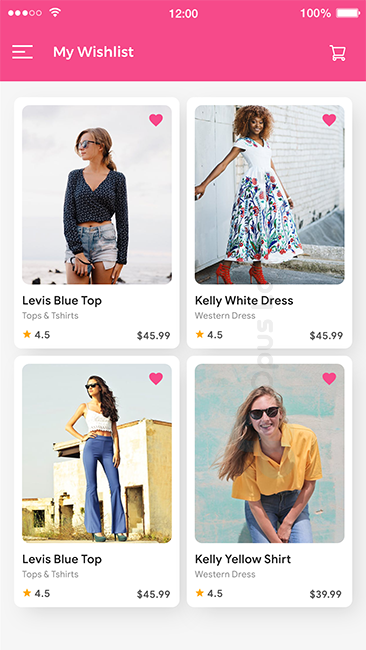 12:00
100%
My Wishlist
Levis Blue Top
Tops & Tshirts
4.5
$45.99
Kelly White Dress
Western Dress
4.5
$45.99
Levis Blue Top
Tops & Tshirts
4.5
$45.99
Kelly Yellow Shirt
Western Dress
4.5
$39.99